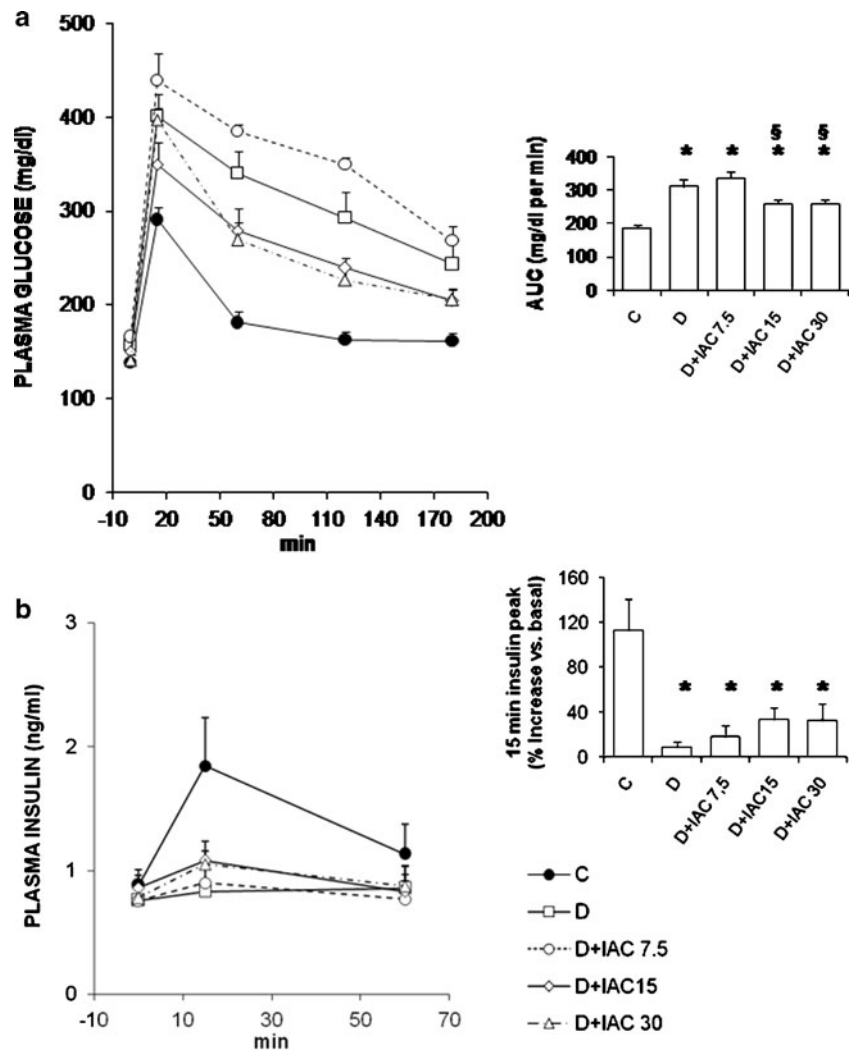 a
500
400
300
200
100
0
PLASMA GLUCOSE (mg/dl)
-10 20 50 80 110 140 170 200
min
§ §
* * * *
400
300
200
100
0
AUC (mg/dl per min)
C D D+IAC 7.5 D+IAC 15 D+IAC 30
b
3
2
1
0
PLASMA INSULIN (ng/ml)
-10 10 30 50 70
min
160
120
80
40
0
15 min insulin peak
(% Increase vs. basal)
* * * *
C D D+IAC 7,5 D+IAC15 D+IAC 30
C
D
D+IAC 7.5
D+IAC15
D+IAC 30